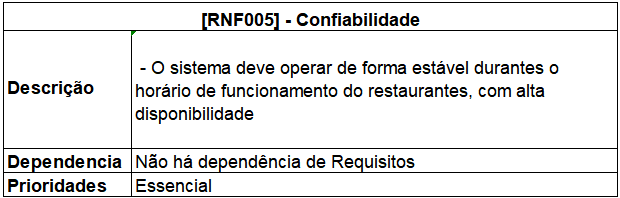 [RNF005] - Confiabilidade
Descrição
- O sistema deve operar de forma estável durantes o
horário de funcionamento do restaurantes, com alta
disponibilidade
Dependencia Não há dependência de Requisitos
Prioridades Essencial